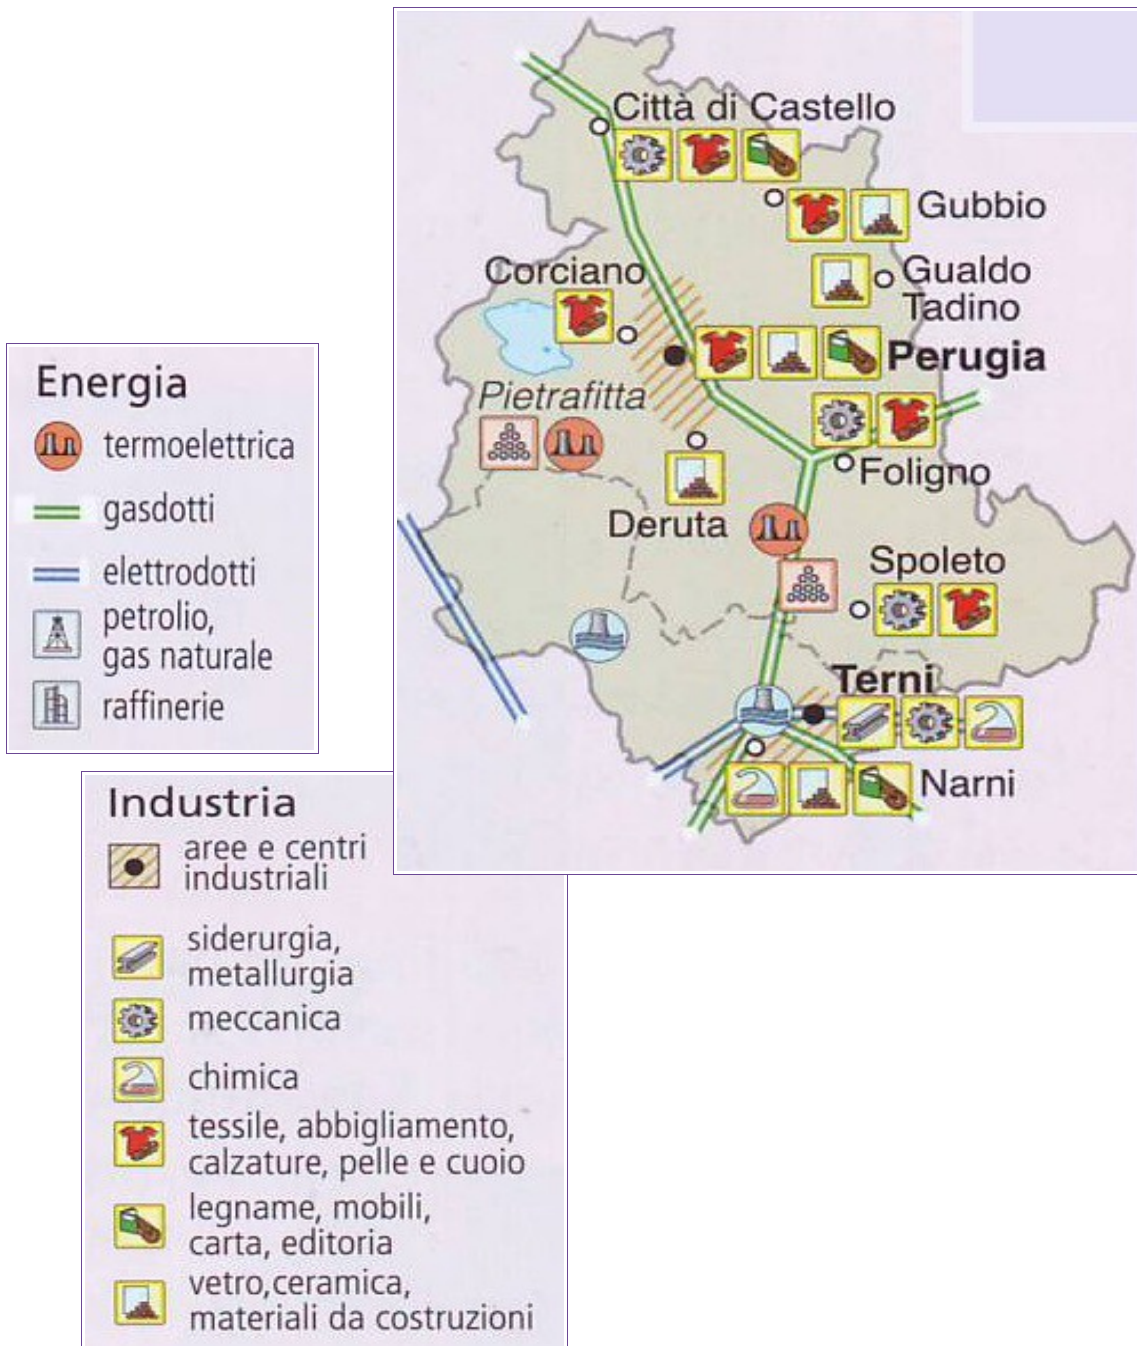 Città di Castello
Gubbio
Corciano
Gualdo
Tadino
Perugia
Pietrafitta
Foligno
Deruta
Spoleto
Terni
Narni
Energia
termoelettrica
gasdotti
elettrodotti
petrolio,
gas naturale
raffinerie
Industria
aree e centri
industriali
siderurgia,
metallurgia
meccanica
chimica
tessile, abbigliamento,
calzature, pelle e cuoio
legname, mobili,
carta, editoria
vetro,ceramica,
materiali da costruzioni